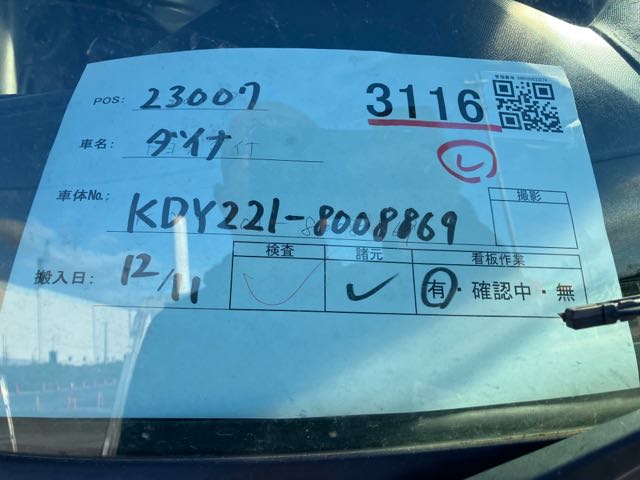 POS: 23007
3116
車名: ダイナ
し
車体No.: KDY221-8008869
撮影
搬入日: 12/11
検査 諸元 看板作業
有・確認中・無